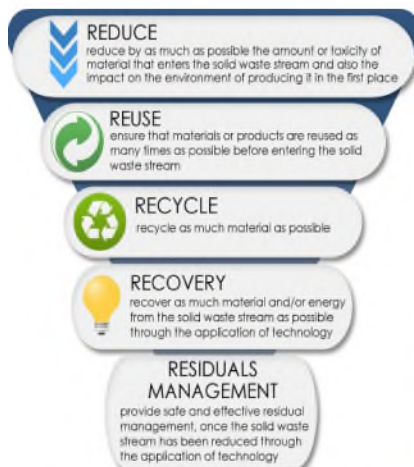 REDUCE
reduce by as much as possible the amount or toxicity of
material that enters the solid waste stream and also the
impact on the environment of producing it in the first place
REUSE
ensure that materials or products are reused as
many times as possible before entering the solid
waste stream
RECYCLE
recycle as much material as possible
RECOVERY
recover as much material and/or energy
from the solid waste stream as possible
through the application of technology
RESIDUALS
MANAGEMENT
provide safe and effective residual
management, once the solid waste
stream has been reduced through
the application of technology